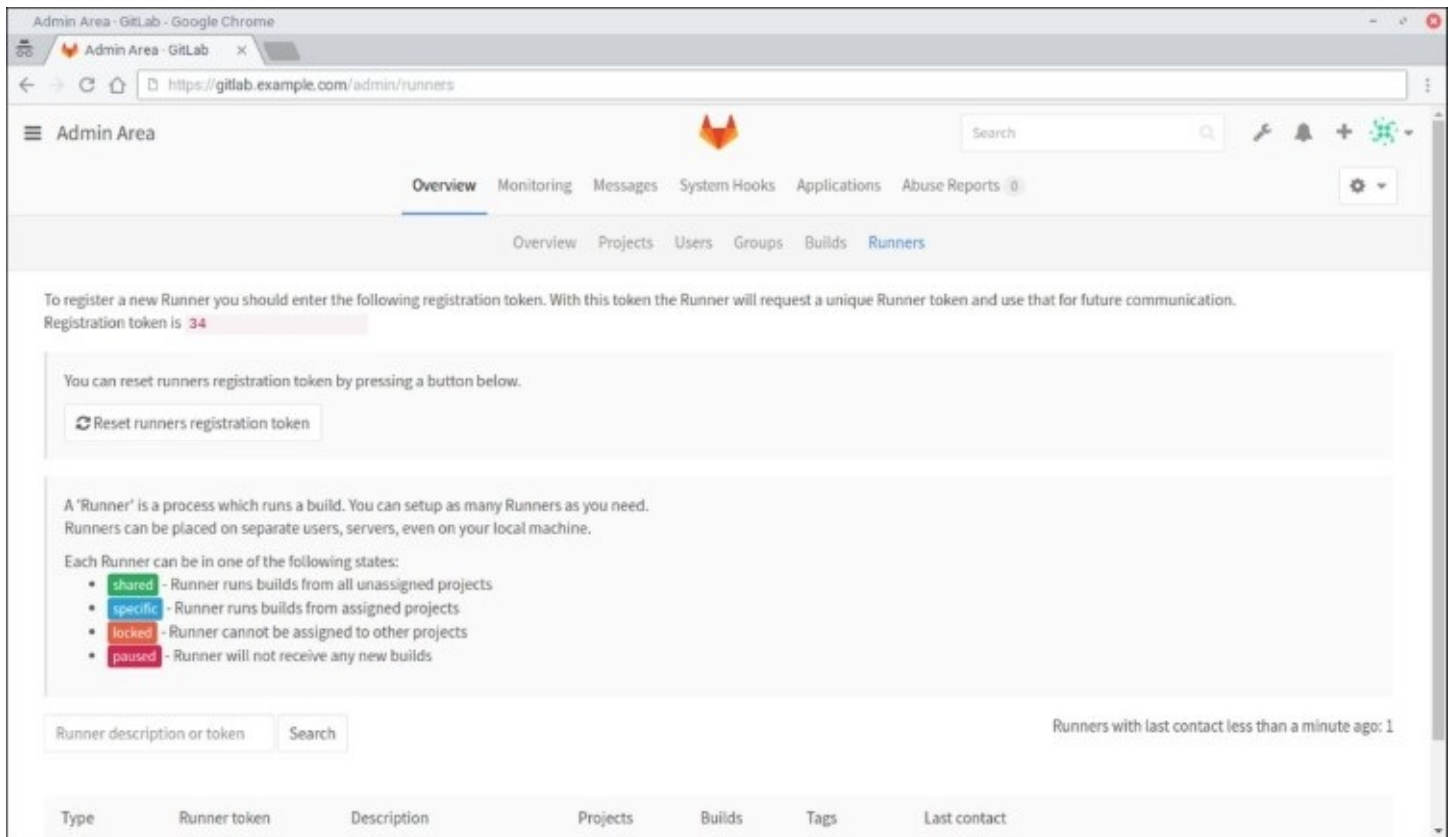 Admin Area · GitLab - Google Chrome
Admin Area · GitLab
https://gitlab.example.com/admin/runners
Admin Area
Search
Overview Monitoring Messages System Hooks Applications Abuse Reports 0
Overview Projects Users Groups Builds Runners
To register a new Runner you should enter the following registration token. With this token the Runner will request a unique Runner token and use that for future communication.
Registration token is 34
You can reset runners registration token by pressing a button below.
Reset runners registration token
A 'Runner' is a process which runs a build. You can setup as many Runners as you need.
Runners can be placed on separate users, servers, even on your local machine.
Each Runner can be in one of the following states:
• shared - Runner runs builds from all unassigned projects
• specific - Runner runs builds from assigned projects
• locked - Runner cannot be assigned to other projects
• paused - Runner will not receive any new builds
Runner description or token Search
Runners with last contact less than a minute ago: 1
Type Runner token Description Projects Builds Tags Last contact